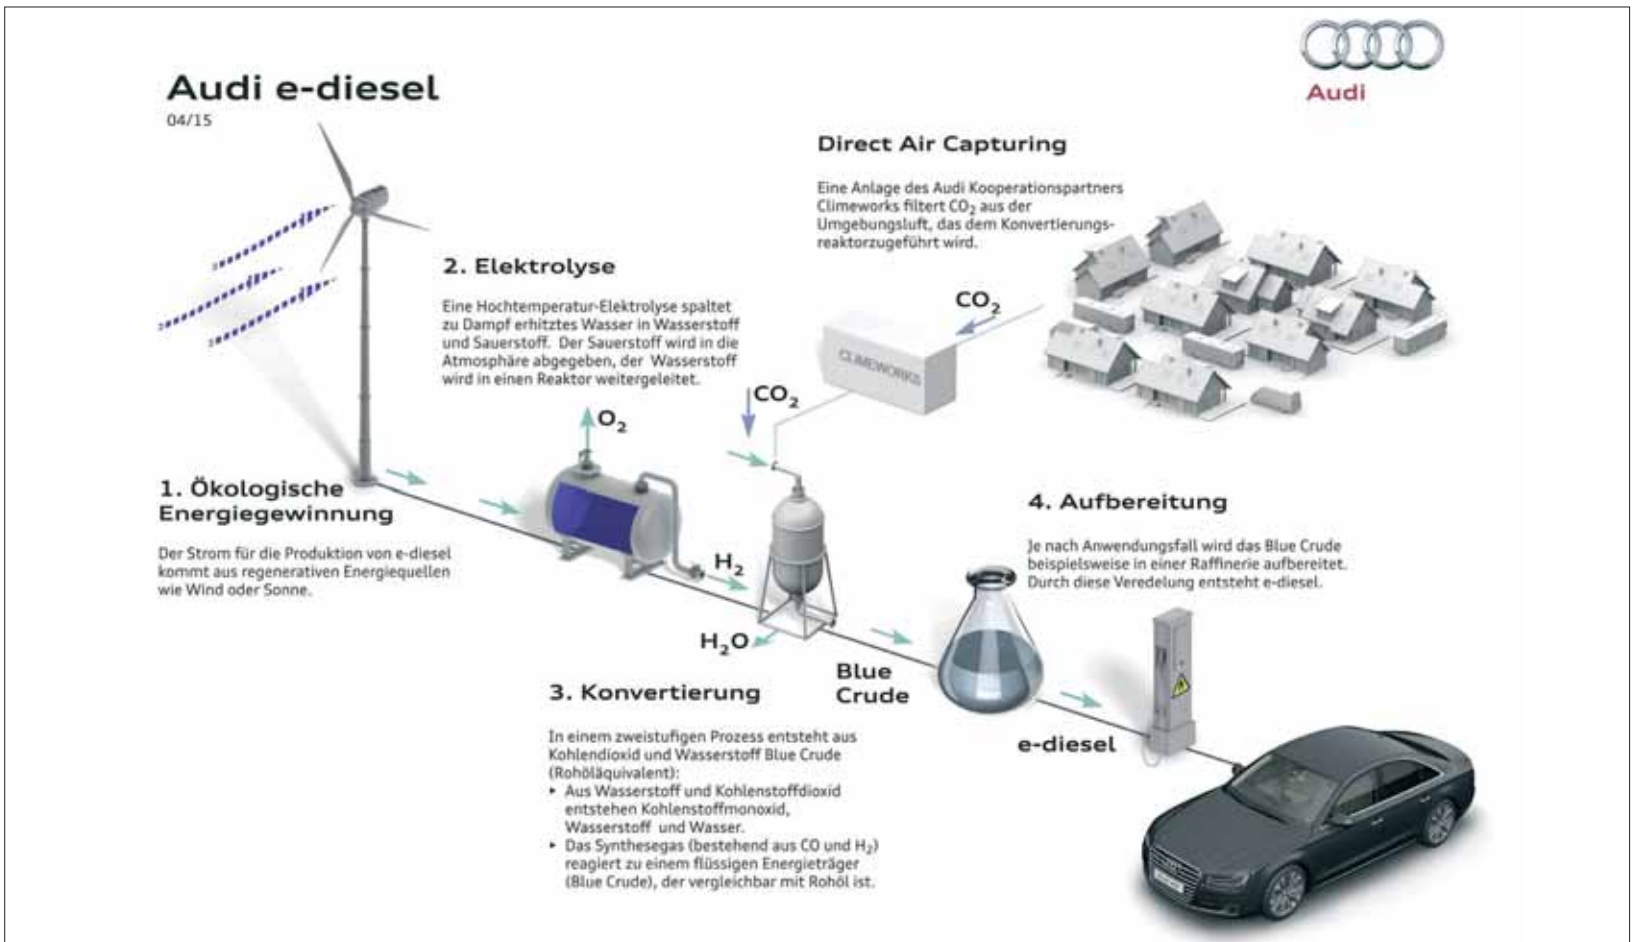 Audi e-diesel
04/15
Audi
Direct Air Capturing
Eine Anlage des Audi Kooperationspartners
Climeworks filtert CO₂ aus der
Umgebungsluft, das dem Konvertierungs-
reaktorzugeführt wird.
2. Elektrolyse
Eine Hochtemperatur-Elektrolyse spaltet
zu Dampf erhitztes Wasser in Wasserstoff
und Sauerstoff. Der Sauerstoff wird in die
Atmosphäre abgegeben, der Wasserstoff
wird in einen Reaktor weitergeleitet.
CO₂
CLIMEWORKS
CO₂
O₂
1. Ökologische
Energiegewinnung
Der Strom für die Produktion von e-diesel
kommt aus regenerativen Energiequellen
wie Wind oder Sonne.
H₂
H₂O
4. Aufbereitung
Je nach Anwendungsfall wird das Blue Crude
beispielsweise in einer Raffinerie aufbereitet.
Durch diese Veredelung entsteht e-diesel.
Blue
Crude
3. Konvertierung
In einem zweistufigen Prozess entsteht aus
Kohlendioxid und Wasserstoff Blue Crude
(Rohöläquivalent):
▸ Aus Wasserstoff und Kohlenstoffdioxid
entstehen Kohlenstoffmonoxid,
Wasserstoff und Wasser.
▸ Das Synthesegas (bestehend aus CO und H₂)
reagiert zu einem flüssigen Energieträger
(Blue Crude), der vergleichbar mit Rohöl ist.
e-diesel